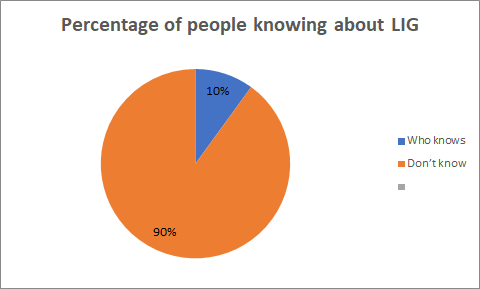 Percentage of people knowing about LIG
10%
Who knows
Don't know
90%